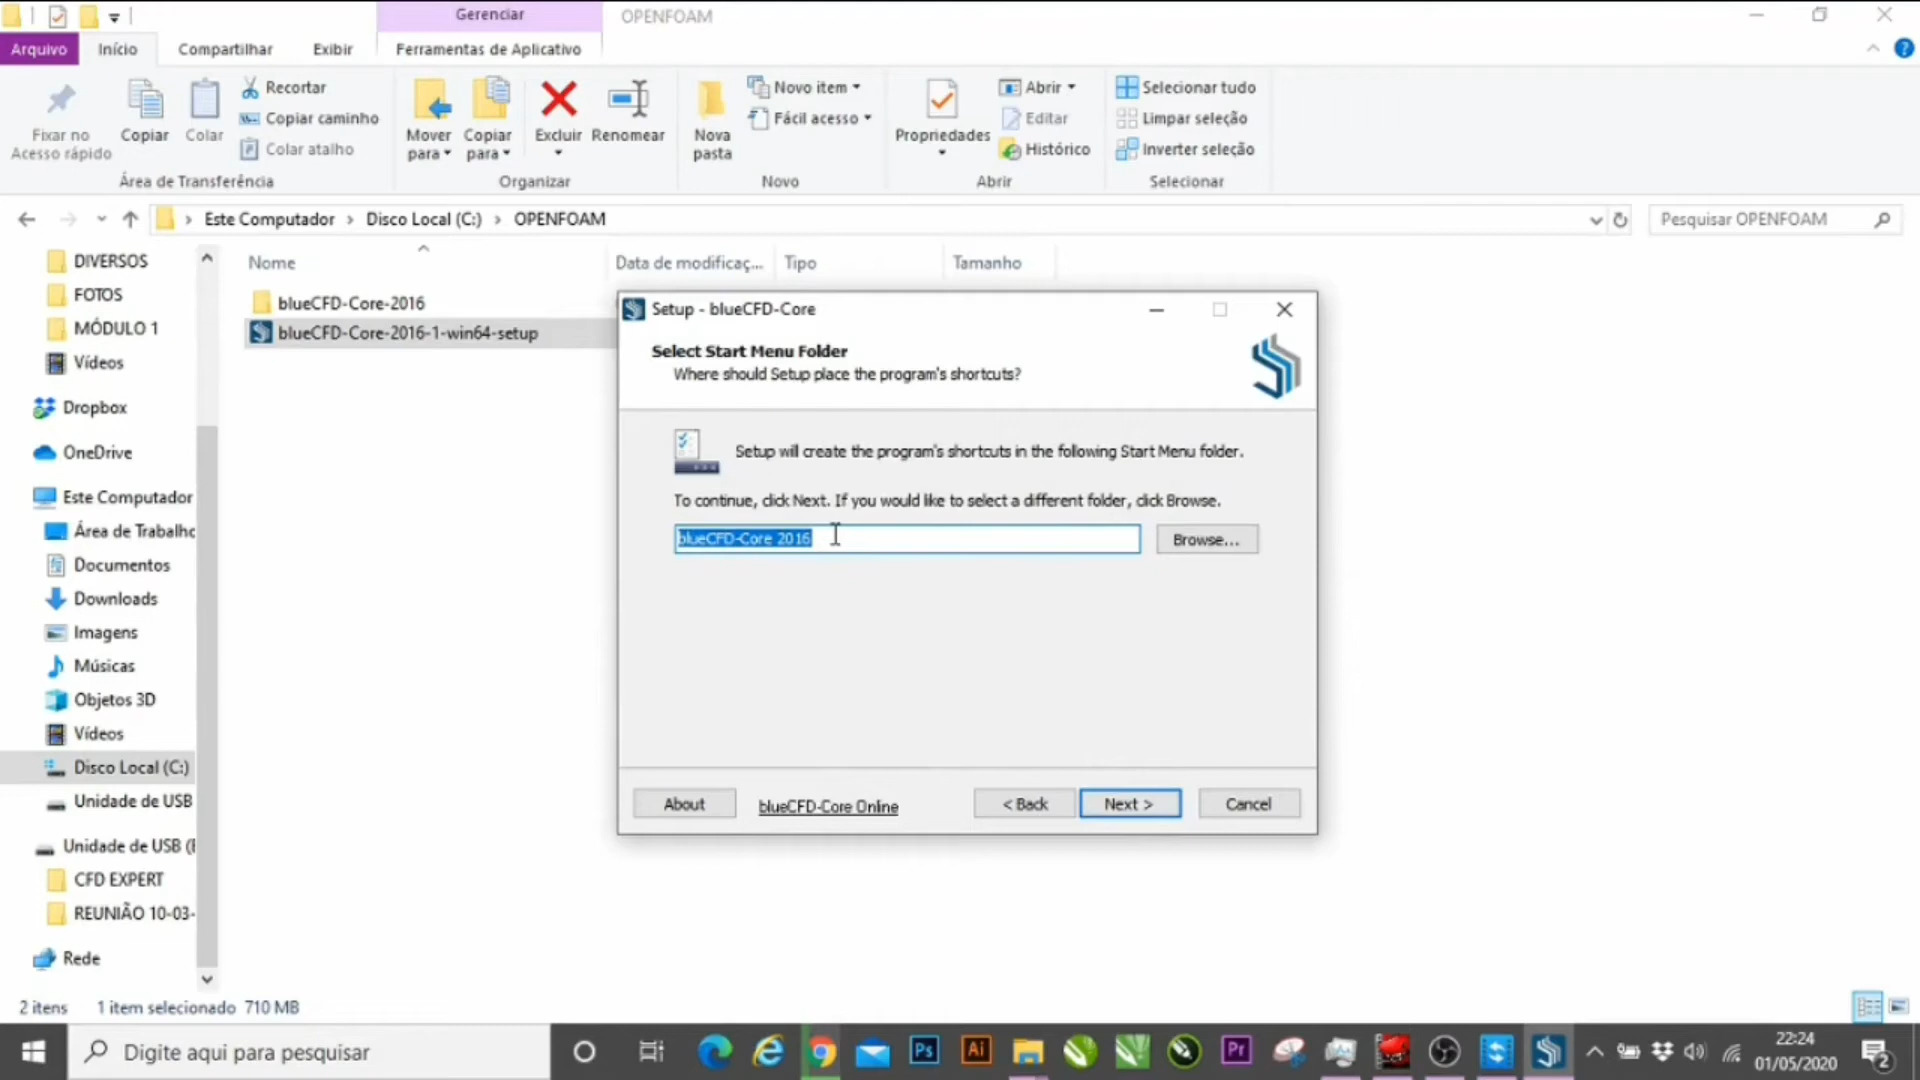 Gerenciar
OPENFOAM
Arquivo
Início
Compartilhar
Exibir
Ferramentas de Aplicativo
Fixar no
Acesso rápido
Copiar
Colar
Recortar
Copiar caminho
Colar atalho
Área de Transferência
Mover
para
Copiar
para
Excluir
Renomear
Organizar
Nova
pasta
Novo item
Fácil acesso
Novo
Propriedades
Abrir
Editar
Histórico
Abrir
Selecionar tudo
Limpar seleção
Inverter seleção
Selecionar
Este Computador > Disco Local (C:) > OPENFOAM
Pesquisar OPENFOAM
DIVERSOS
FOTOS
MÓDULO 1
Vídeos
Dropbox
OneDrive
Este Computador
Área de Trabalho
Documentos
Downloads
Imagens
Músicas
Objetos 3D
Vídeos
Disco Local (C:)
Unidade de USB
Unidade de USB (
CFD EXPERT
REUNIÃO 10-03-
Rede
Nome
Data de modificaç...
Tipo
Tamanho
blueCFD-Core-2016
blueCFD-Core-2016-1-win64-setup
Setup - blueCFD-Core
Select Start Menu Folder
Where should Setup place the program's shortcuts?
Setup will create the program's shortcuts in the following Start Menu folder.
To continue, click Next. If you would like to select a different folder, click Browse.
blueCFD-Core 2016
Browse...
About
blueCFD-Core Online
< Back
Next >
Cancel
2 itens
1 item selecionado 710 MB
Digite aqui para pesquisar
Ps
Ai
Pr
22:24
01/05/2020
2